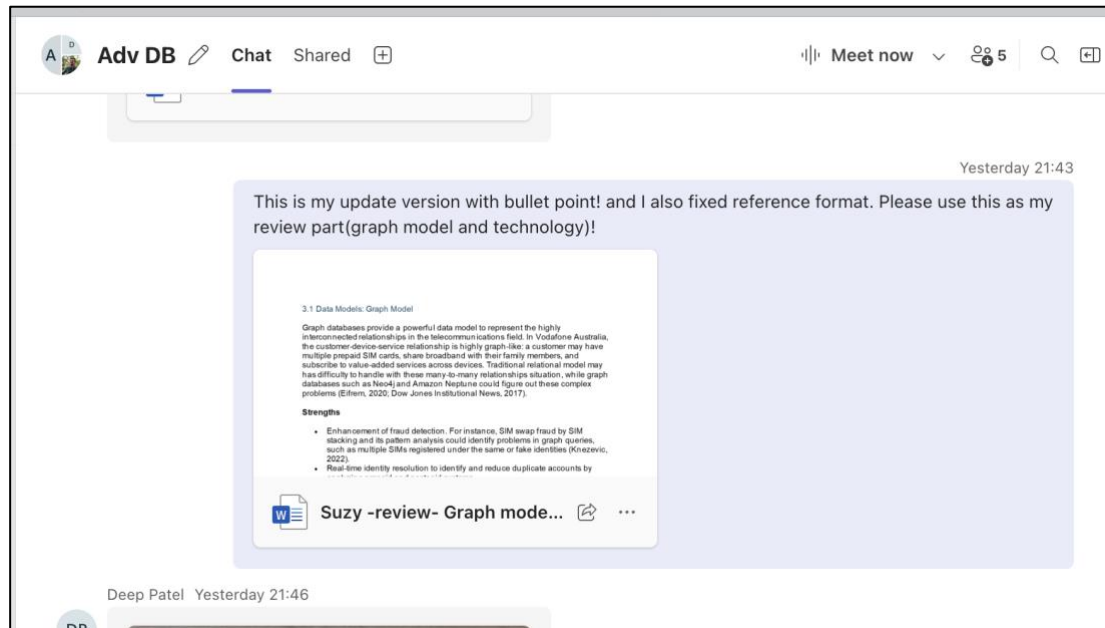 A D Adv DB Chat Shared Meet now 5
Yesterday 21:43
This is my update version with bullet point! and I also fixed reference format. Please use this as my
review part(graph model and technology)!
3.1 Data Models: Graph Model
Graph databases provide a powerful data model to represent the highly
interconnected relationships in the telecommunications field. In Vodafone Australia,
the customer-device-service relationship is highly graph-like: a customer may have
multiple prepaid SIM cards, share broadband with their family members, and
subscribe to value-added services across devices. Traditional relational model may
has difficulty to handle with these many-to-many relationships situation, while graph
databases such as Neo4j and Amazon Neptune could figure out these complex
problems (Eifrem, 2020; Dow Jones Institutional News, 2017).
Strengths
• Enhancement of fraud detection. For instance, SIM swap fraud by SIM
stacking and its pattern analysis could identify problems in graph queries,
such as multiple SIMs registered under the same or fake identities (Knezevic,
2022).
• Real-time identity resolution to identify and reduce duplicate accounts by
W Suzy -review- Graph mode...
Deep Patel Yesterday 21:46